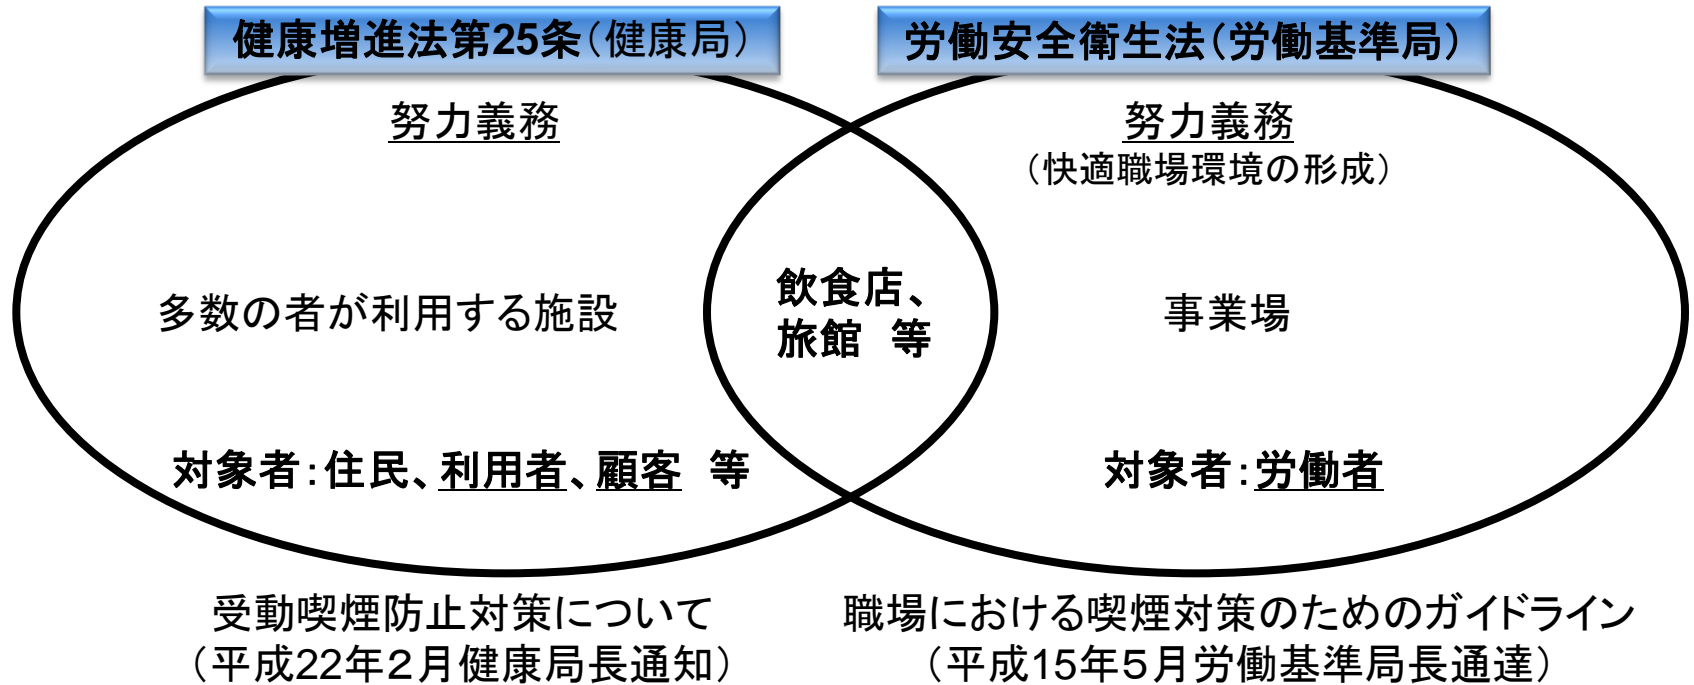 健康増進法第25条（健康局）
努力義務
多数の者が利用する施設
対象者：住民、利用者、顧客　等
受動喫煙防止対策について
（平成22年２月健康局長通知）
飲食店、
旅館　等
労働安全衛生法（労働基準局）
努力義務
（快適職場環境の形成）
事業場
対象者：労働者
職場における喫煙対策のためのガイドライン
（平成15年５月労働基準局長通達）